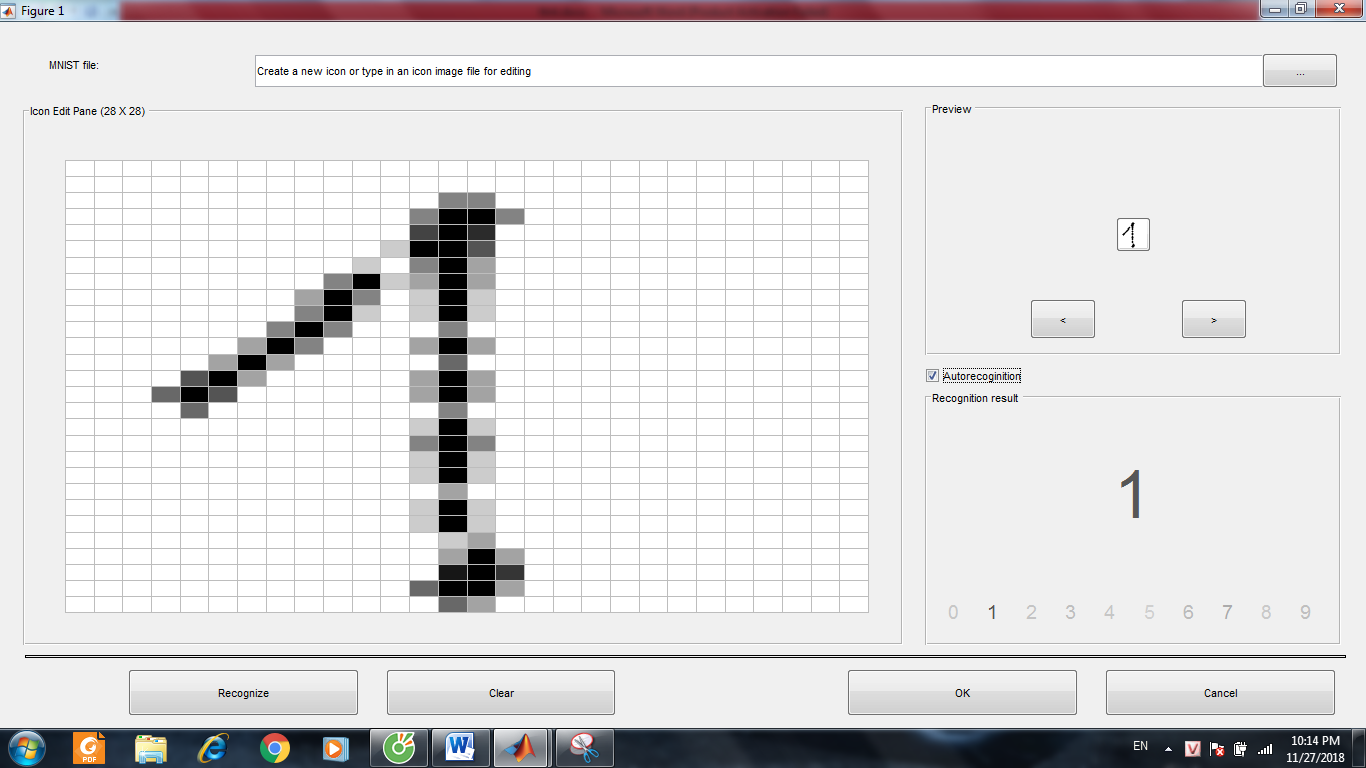 Figure 1
MNIST file:
Create a new icon or type in an icon image file for editing
...
Icon Edit Pane (28 X 28)
Preview
1
<
>
Autorecoginition
Recognition result
1
0 1 2 3 4 5 6 7 8 9
Recognize
Clear
OK
Cancel
PDF
W
EN
V
10:14 PM
11/27/2018